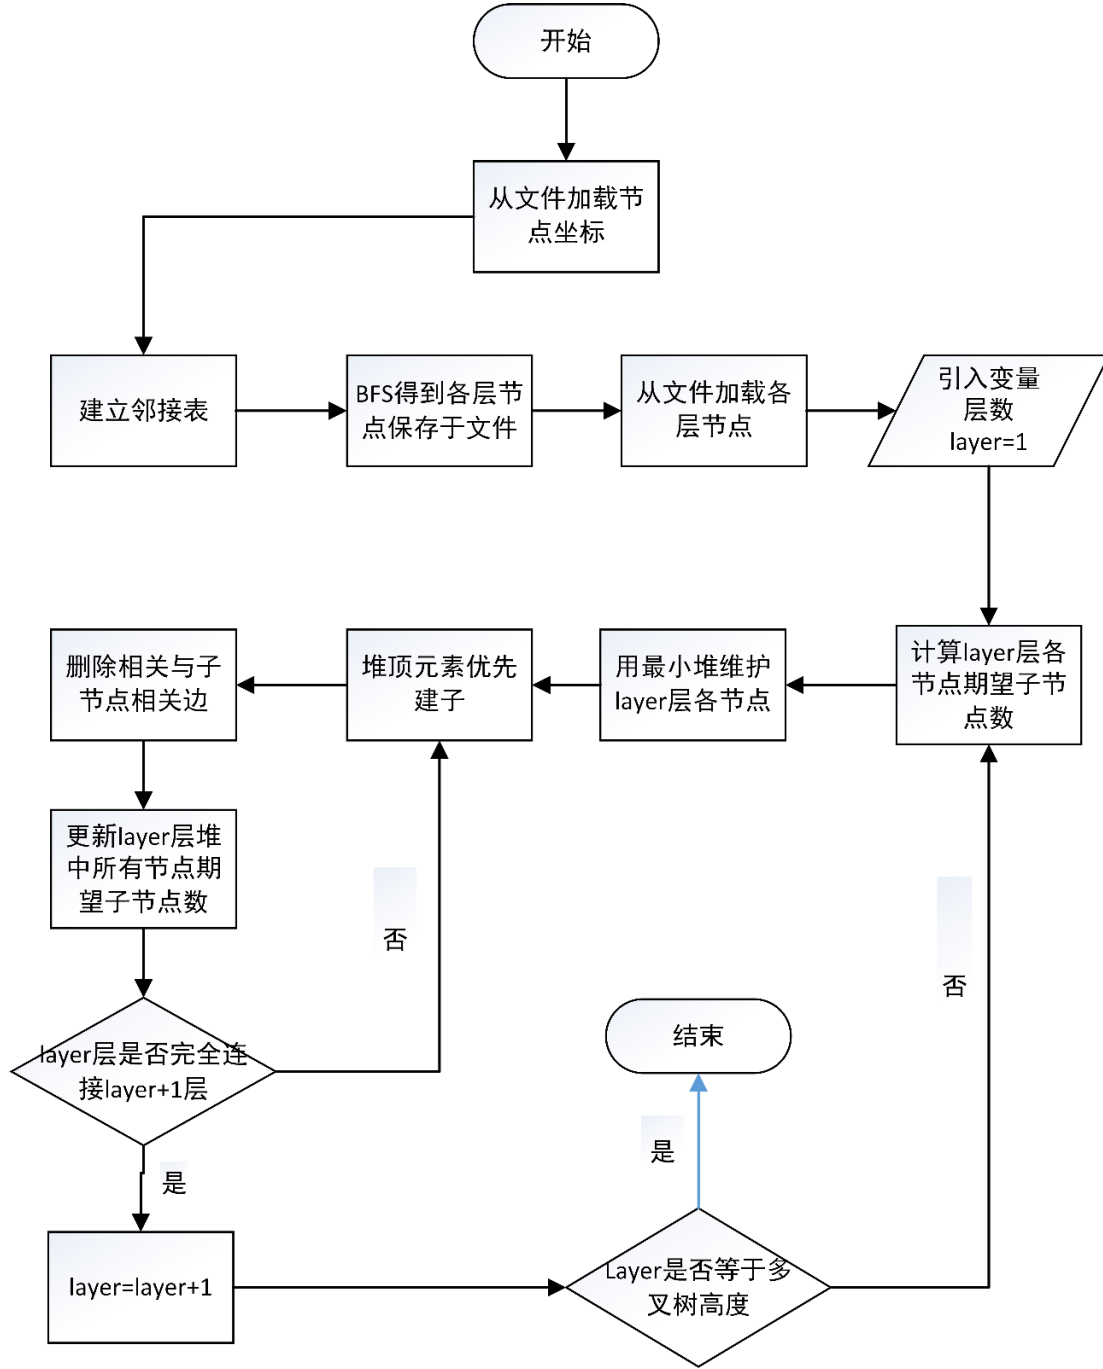 开始
从文件加载节
点坐标
建立邻接表
BFS得到各层节
点保存于文件
从文件加载各
层节点
引入变量
层数
layer=1
删除相关与子
节点相关边
堆顶元素优先
建子
用最小堆维护
layer层各节点
计算layer层各
节点期望子节
点数
更新layer层堆
中所有节点期
望子节点数
否
否
layer层是否完全连
接layer+1层
结束
是
是
layer=layer+1
Layer是否等于多
叉树高度